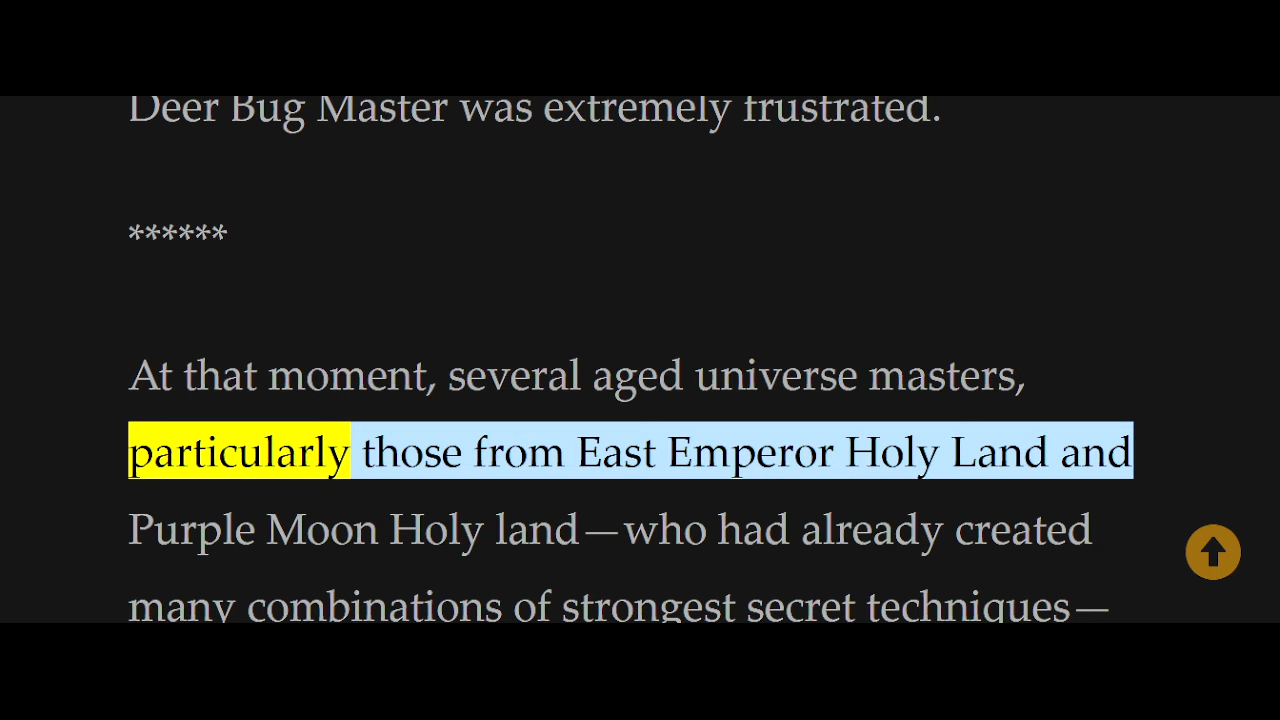 Deer Bug Master was extremely frustrated.
******
At that moment, several aged universe masters,
particularly those from East Emperor Holy Land and
Purple Moon Holy land—who had already created
many combinations of strongest secret techniques—